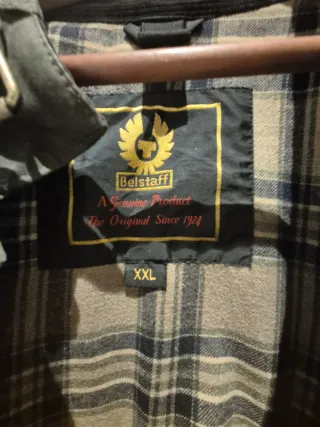 Belstaff
A Genuine Product
The Original Since 1924
XXL